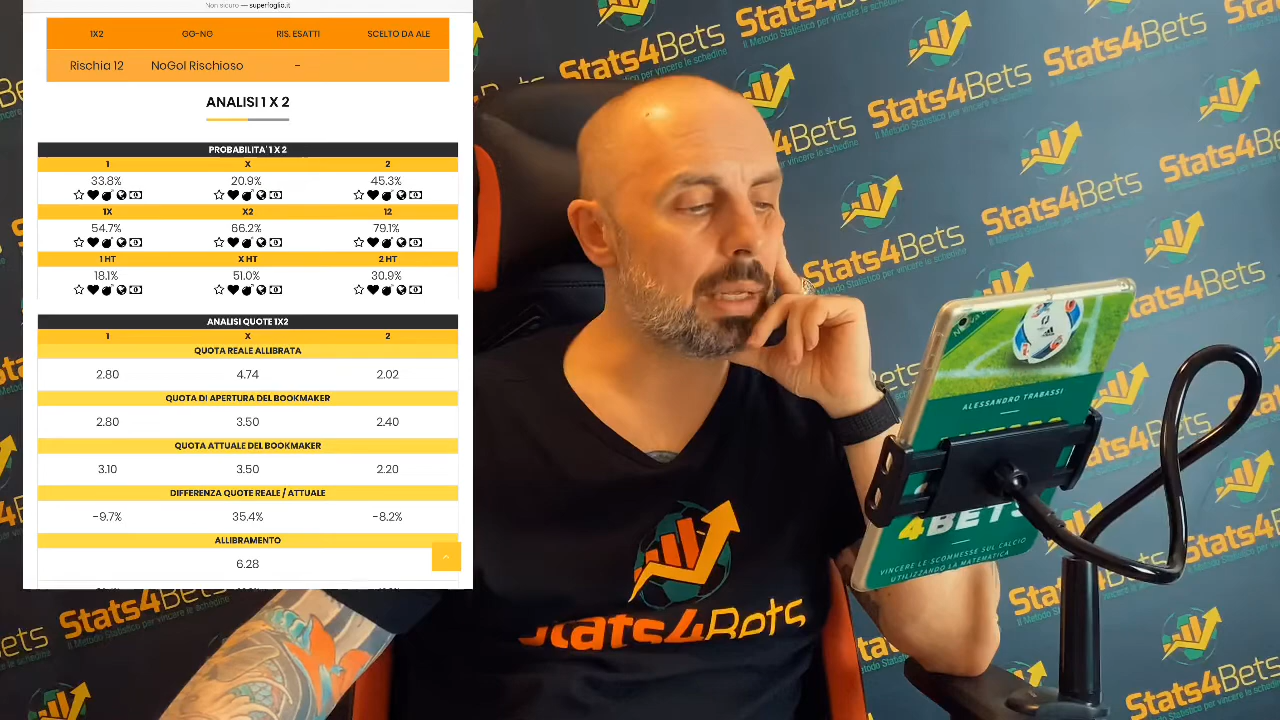 Non sicuro — superfoglio.it
1X2 GG-NG RIS. ESATTI SCELTO DA ALE
Rischia 12 NoGol Rischioso -
ANALISI 1 X 2
PROBABILITA' 1 X 2
1 X 2
33.8% 20.9% 45.3%
1X X2 12
54.7% 66.2% 79.1%
1 HT X HT 2 HT
18.1% 51.0% 30.9%
ANALISI QUOTE 1X2
1 X 2
QUOTA REALE ALLIBRATA
2.80 4.74 2.02
QUOTA DI APERTURA DEL BOOKMAKER
2.80 3.50 2.40
QUOTA ATTUALE DEL BOOKMAKER
3.10 3.50 2.20
DIFFERENZA QUOTE REALE / ATTUALE
-9.7% 35.4% -8.2%
ALLIBRAMENTO
6.28
Stats4Bets
Il Metodo Statistico per vincere le schedine
ALESSANDRO TRABASSI
4BETS
VINCERE LE SCOMMESSE SUL CALCIO
UTILIZZANDO LA MATEMATICA
Stats4Bets